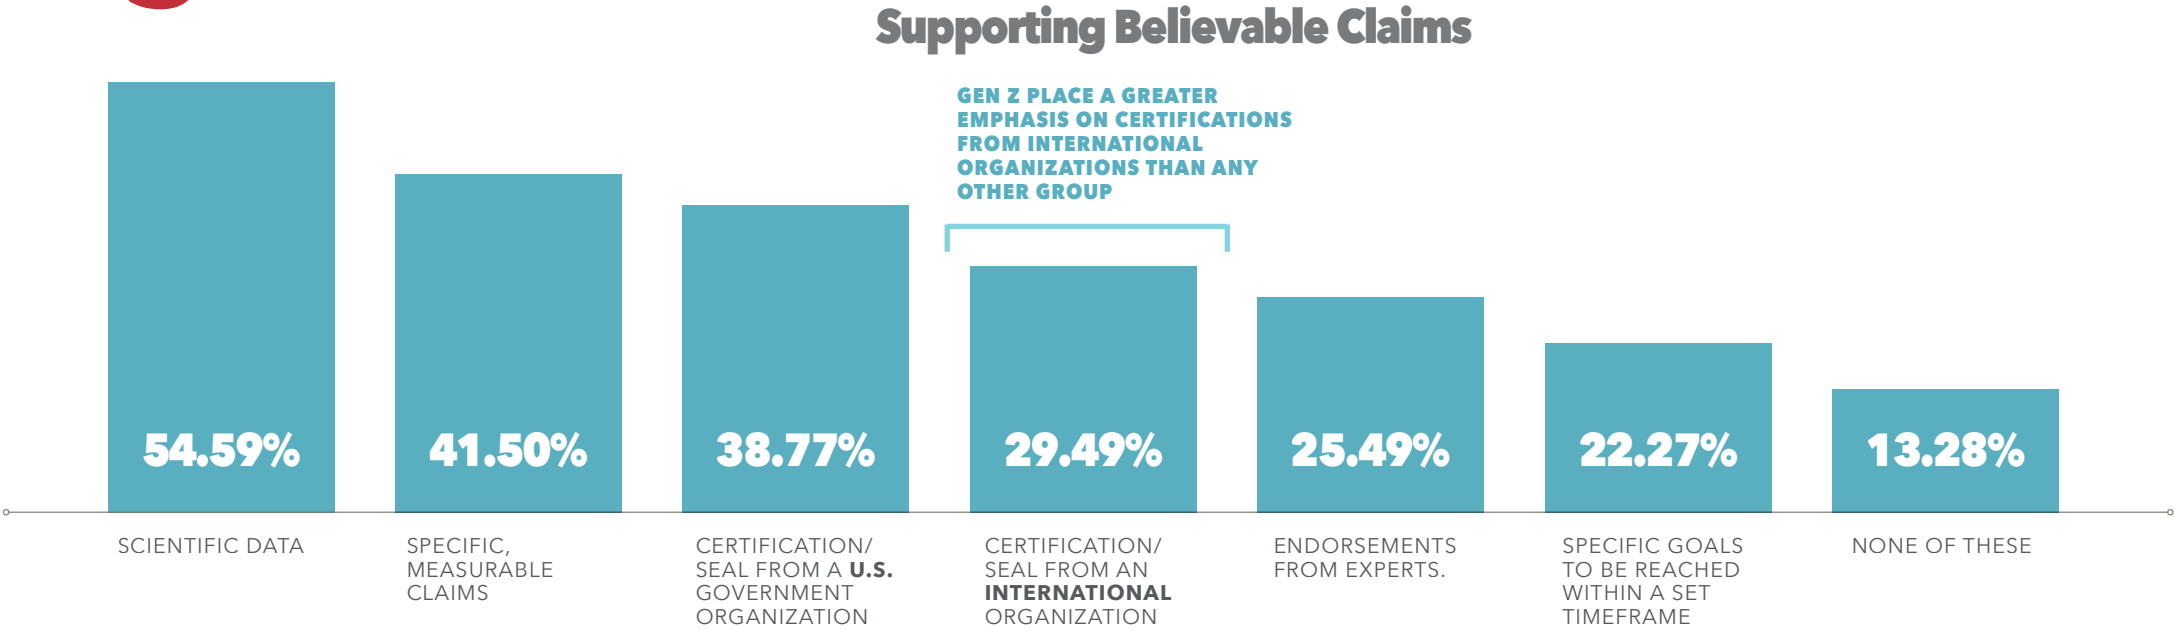 Supporting Believable Claims
GEN Z PLACE A GREATER
EMPHASIS ON CERTIFICATIONS
FROM INTERNATIONAL
ORGANIZATIONS THAN ANY
OTHER GROUP
54.59%
41.50%
38.77%
29.49%
25.49%
22.27%
13.28%
SCIENTIFIC DATA
SPECIFIC,
MEASURABLE
CLAIMS
CERTIFICATION/
SEAL FROM A U.S.
GOVERNMENT
ORGANIZATION
CERTIFICATION/
SEAL FROM AN
INTERNATIONAL
ORGANIZATION
ENDORSEMENTS
FROM EXPERTS.
SPECIFIC GOALS
TO BE REACHED
WITHIN A SET
TIMEFRAME
NONE OF THESE